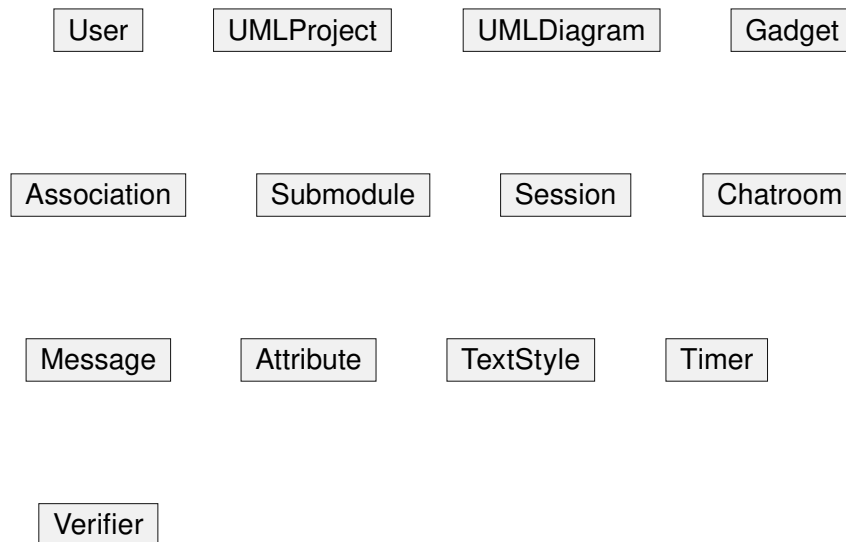 User UMLProject UMLDiagram Gadget
Association Submodule Session Chatroom
Message Attribute TextStyle Timer
Verifier